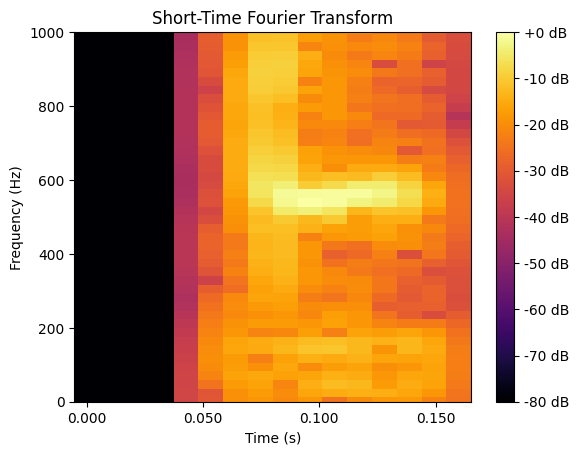 Short-Time Fourier Transform
1000
800
600
400
200
0
Frequency (Hz)
0.000
0.050
0.100
0.150
Time (s)
+0 dB
-10 dB
-20 dB
-30 dB
-40 dB
-50 dB
-60 dB
-70 dB
-80 dB